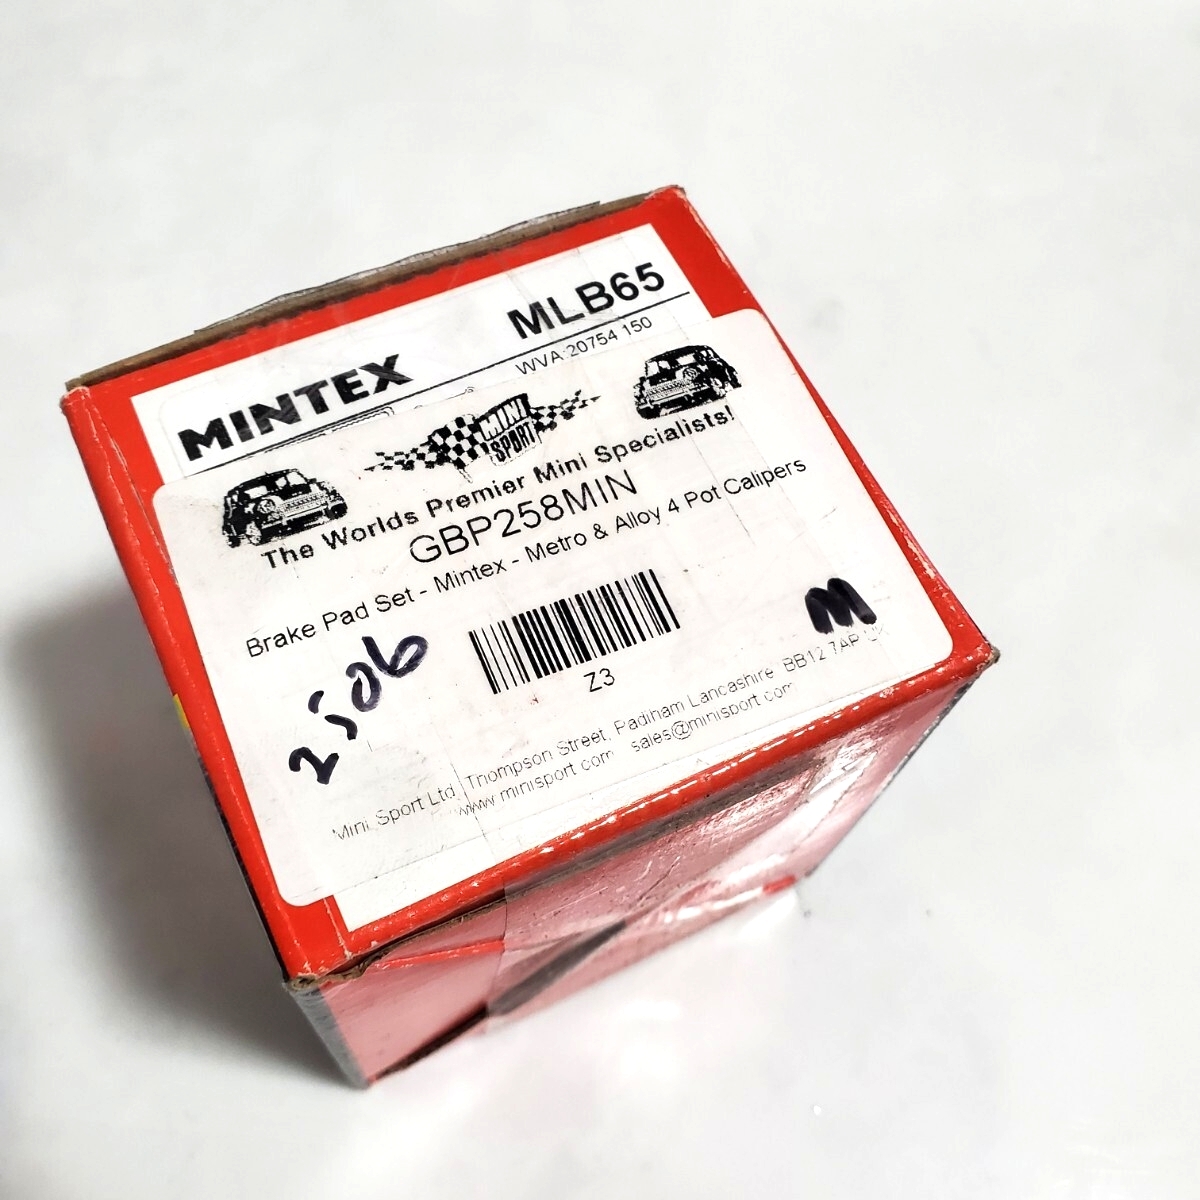 MINTEX MLB65
WVA 20754 150
MINI
SPORT
The Worlds Premier Mini Specialists!
GBP258MIN
Brake Pad Set - Mintex - Metro & Alloy 4 Pot Calipers
Z3
2506
M
Mini Sport Ltd, Thompson Street, Padiham Lancashire BB12 7AP UK
www.minisport.com sales@minisport.com